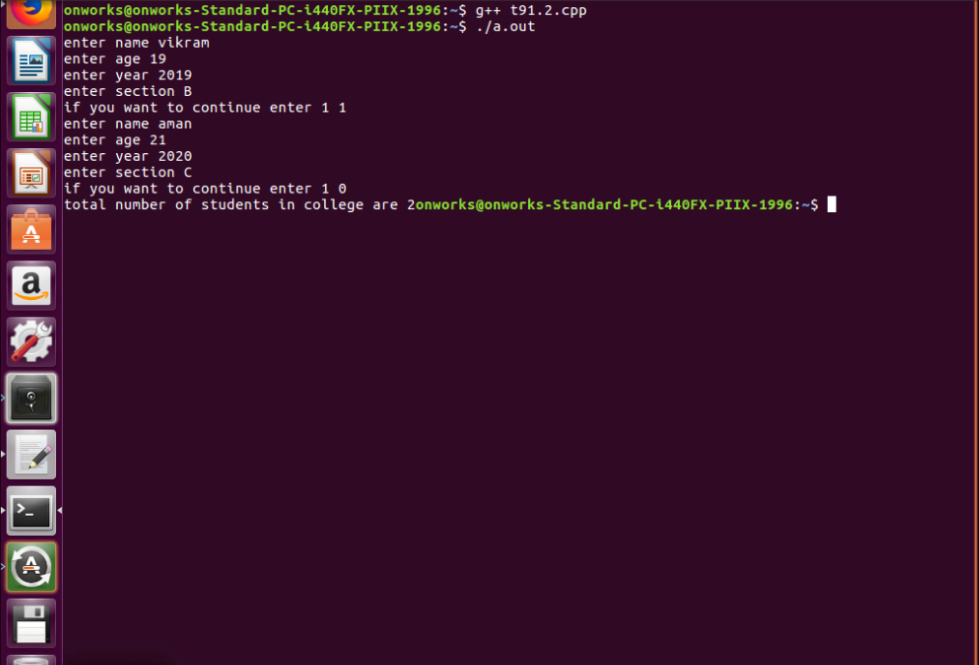 onworks@onworks-Standard-PC-i440FX-PIIX-1996:~$ g++ t91.2.cpp
onworks@onworks-Standard-PC-i440FX-PIIX-1996:~$ ./a.out
enter name vikram
enter age 19
enter year 2019
enter section B
if you want to continue enter 1 1
enter name aman
enter age 21
enter year 2020
enter section C
if you want to continue enter 1 0
total number of students in college are 2onworks@onworks-Standard-PC-i440FX-PIIX-1996:~$